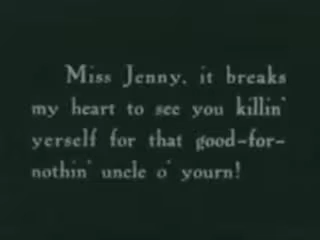 Miss Jenny, it breaks
my heart to see you killin'
yerself for that good-for-
nothin' uncle o' yourn!